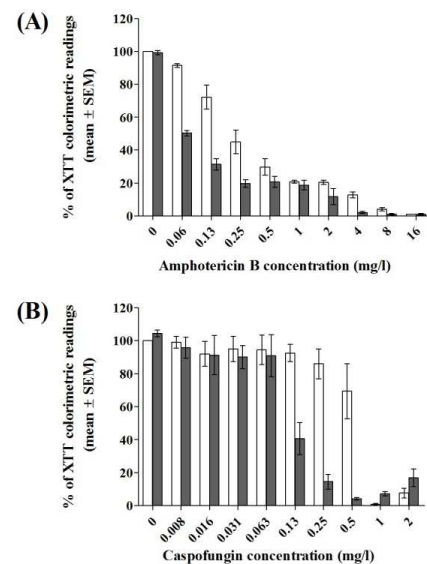 (A)
% of XTT colorimetric readings
(mean ± SEM)
120
100
80
60
40
20
0
0 0.06 0.13 0.25 0.5 1 2 4 8 16
Amphotericin B concentration (mg/l)
(B)
% of XTT colorimetric readings
(mean ± SEM)
120
100
80
60
40
20
0
0 0.008 0.016 0.031 0.063 0.13 0.25 0.5 1 2
Caspofungin concentration (mg/l)